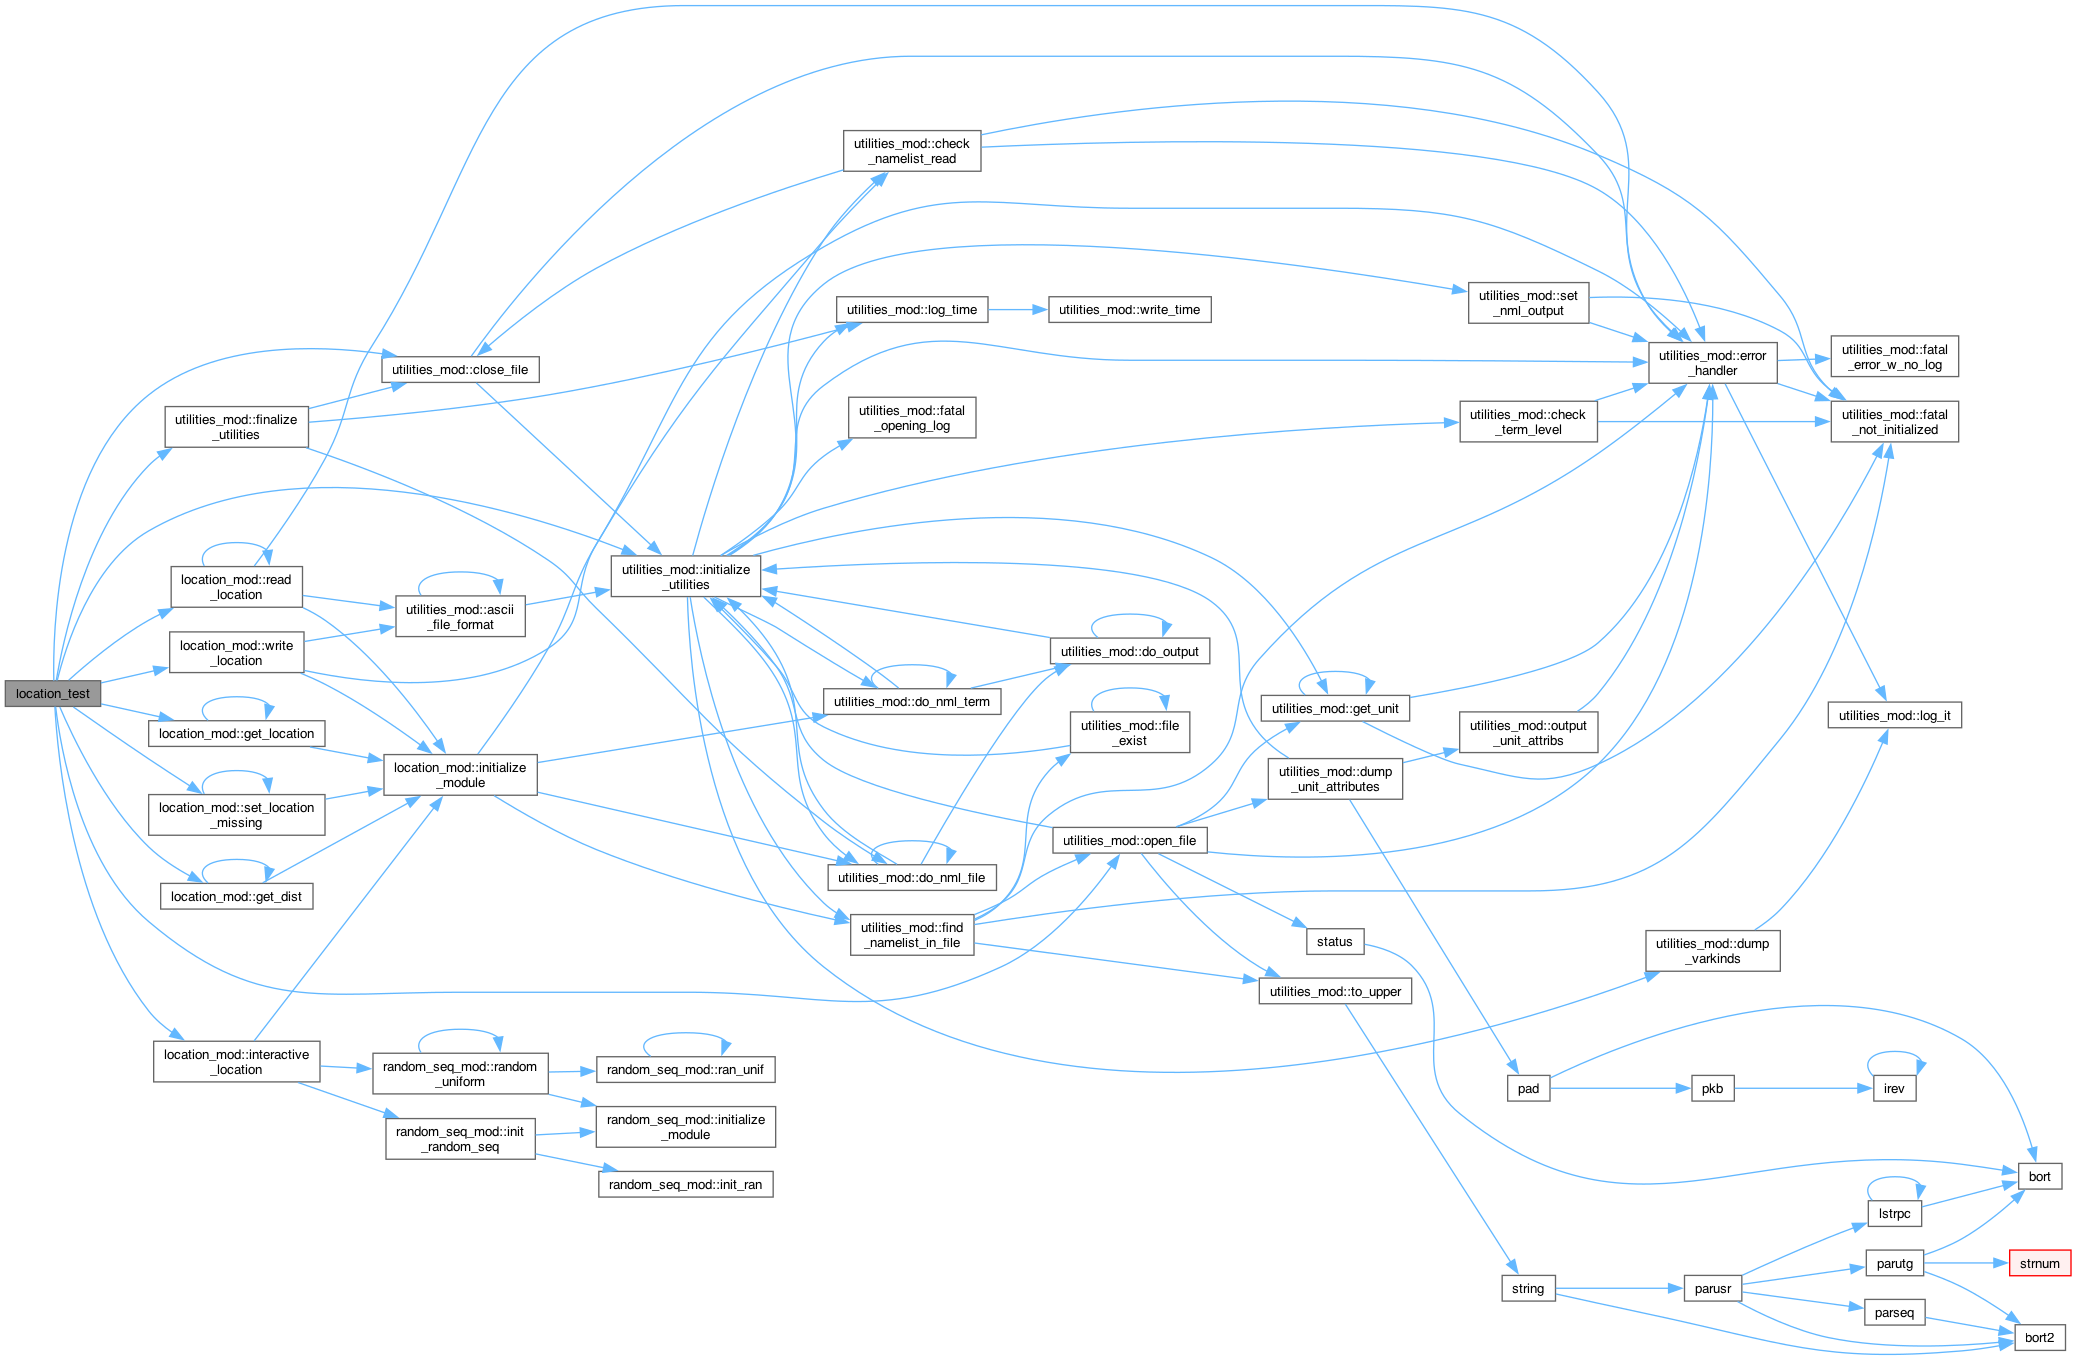 location_test
utilities_mod::close_file
utilities_mod::finalize
_utilities
location_mod::read
_location
location_mod::write
_location
location_mod::get_location
location_mod::set_location
_missing
location_mod::get_dist
location_mod::interactive
_location
utilities_mod::ascii
_file_format
location_mod::initialize
_module
random_seq_mod::random
_uniform
random_seq_mod::init
_random_seq
utilities_mod::initialize
_utilities
random_seq_mod::ran_unif
random_seq_mod::initialize
_module
random_seq_mod::init_ran
utilities_mod::check
_namelist_read
utilities_mod::log_time
utilities_mod::fatal
_opening_log
utilities_mod::do_nml_term
utilities_mod::do_nml_file
utilities_mod::find
_namelist_in_file
utilities_mod::write_time
utilities_mod::do_output
utilities_mod::file
_exist
utilities_mod::open_file
utilities_mod::get_unit
utilities_mod::dump
_unit_attributes
status
utilities_mod::to_upper
utilities_mod::set
_nml_output
utilities_mod::check
_term_level
utilities_mod::output
_unit_attribs
pad
string
utilities_mod::error
_handler
utilities_mod::dump
_varkinds
pkb
parusr
utilities_mod::fatal
_error_w_no_log
utilities_mod::fatal
_not_initialized
utilities_mod::log_it
irev
lstrpc
parutg
parseq
bort
strnum
bort2